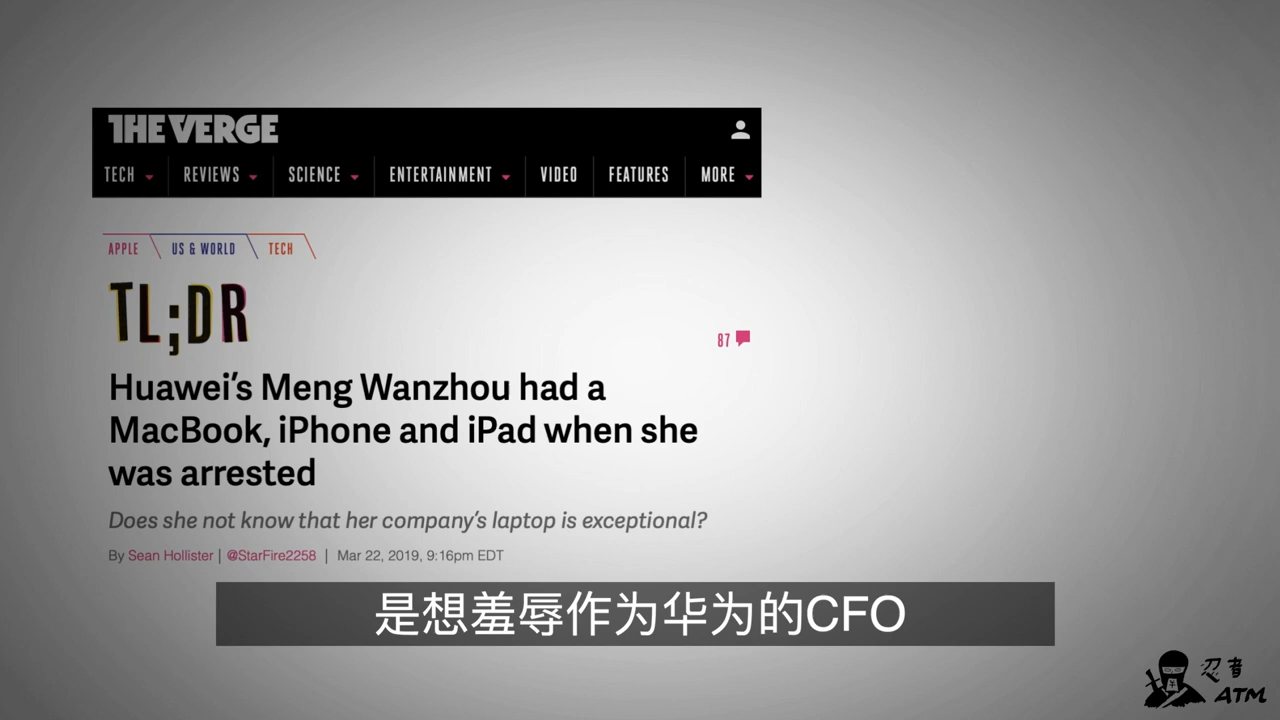 THE VERGE
TECH REVIEWS SCIENCE ENTERTAINMENT VIDEO FEATURES MORE
APPLE US & WORLD TECH
TL;DR
87
Huawei’s Meng Wanzhou had a
MacBook, iPhone and iPad when she
was arrested
Does she not know that her company’s laptop is exceptional?
By Sean Hollister | @StarFire2258 | Mar 22, 2019, 9:16pm EDT
是想羞辱作为华为的CFO
忍者
ATM